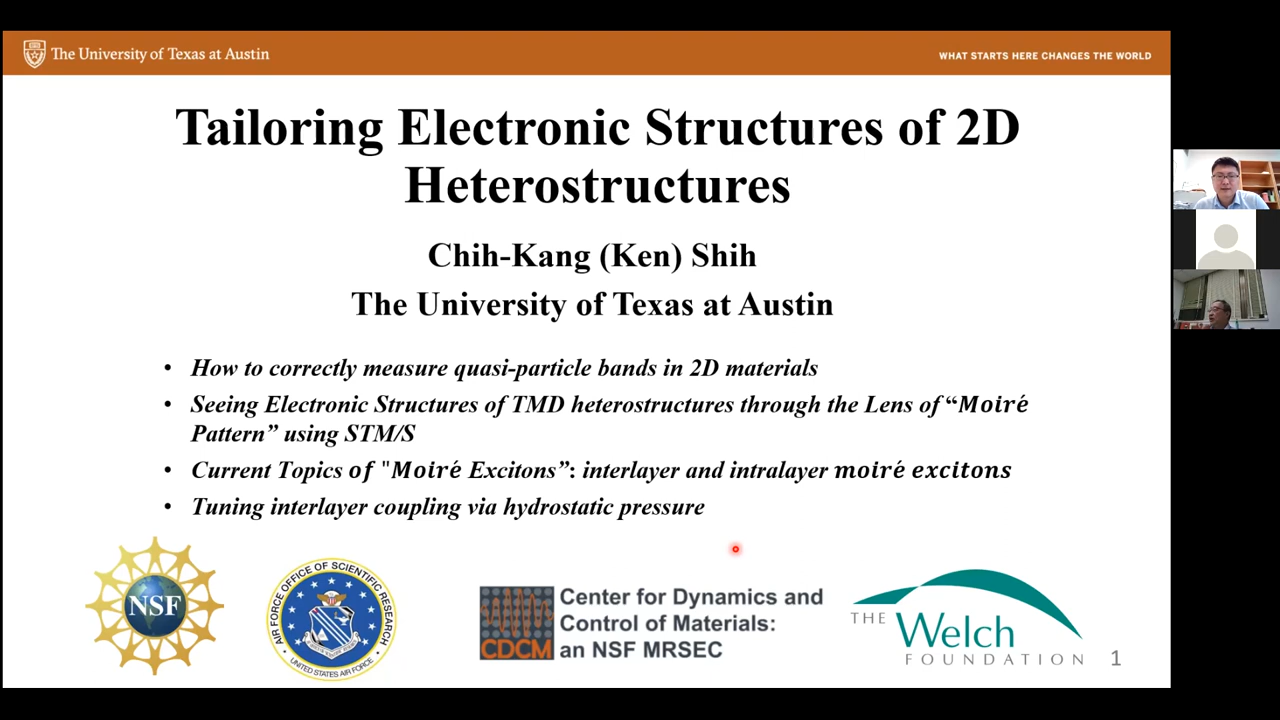 The University of Texas at Austin
WHAT STARTS HERE CHANGES THE WORLD
Tailoring Electronic Structures of 2D
Heterostructures
Chih-Kang (Ken) Shih
The University of Texas at Austin
• How to correctly measure quasi-particle bands in 2D materials
• Seeing Electronic Structures of TMD heterostructures through the Lens of “Moiré
Pattern” using STM/S
• Current Topics of "Moiré Excitons”: interlayer and intralayer moiré excitons
• Tuning interlayer coupling via hydrostatic pressure
NSF
AIR FORCE OFFICE OF SCIENTIFIC RESEARCH
UNITED STATES AIR FORCE
CDCM
Center for Dynamics and
Control of Materials:
an NSF MRSEC
THE
Welch
FOUNDATION
1